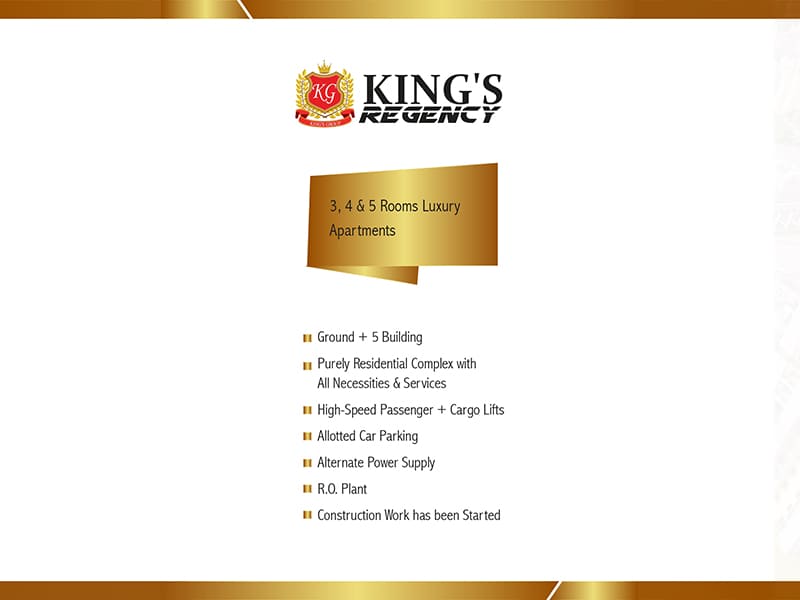 KG
KING'S GROUP
KING'S
REGENCY
3, 4 & 5 Rooms Luxury
Apartments
Ground + 5 Building
Purely Residential Complex with
All Necessities & Services
High-Speed Passenger + Cargo Lifts
Allotted Car Parking
Alternate Power Supply
R.O. Plant
Construction Work has been Started